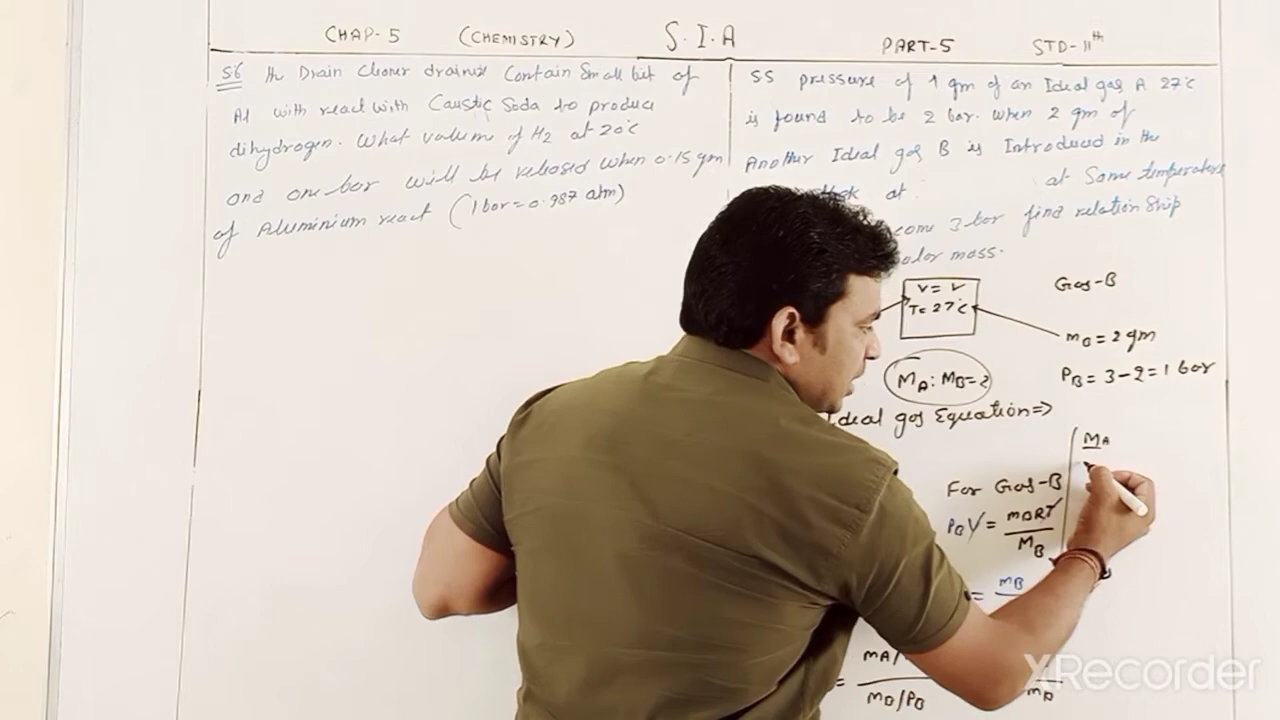 CHAP-5 (CHEMISTRY) S.I.A PART-5 STD-11th
56 The Drain Cleaner drainex Contain Small bit of
Al with react with Caustic Soda to produce
dihydrogen. What volume of H2 at 20°C
and one bar will be released when 0.15 gm
of Aluminium react (1 bar = 0.987 atm)
55 pressure of 1 gm of an Ideal gas A 27°C
is found to be 2 bar. when 2 gm of
Another Ideal gas B is Introduced in the
at at Same temperature
come 3 bar find relationship
mass.
V = V
T = 27°C
Gas-B
mB = 2 gm
PB = 3-2 = 1 bar
MA : MB = ?
Ideal gas Equation =>
For Gas-B
PBV = mBRT
MB
= mB
MA
mA/
= mB/PB